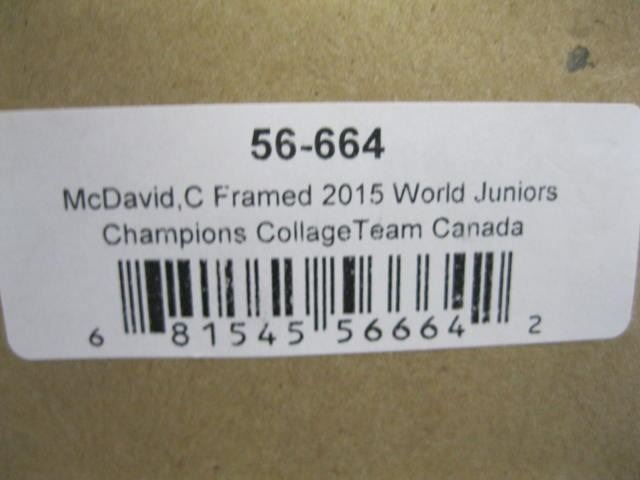 56-664
McDavid,C Framed 2015 World Juniors
Champions CollageTeam Canada
6 81545 56664 2